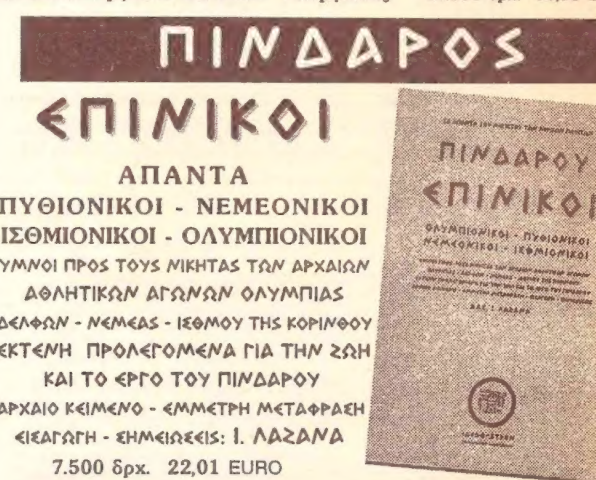 ΠΙΝΔΑΡΟΣ
ΕΠΙΝΙΚΟΙ
ΑΠΑΝΤΑ
ΠΥΘΙΟΝΙΚΟΙ - ΝΕΜΕΟΝΙΚΟΙ
ΙΣΘΜΙΟΝΙΚΟΙ - ΟΛΥΜΠΙΟΝΙΚΟΙ
ΥΜΝΟΙ ΠΡΟΣ ΤΟΥΣ ΝΙΚΗΤΑΣ ΤΩΝ ΑΡΧΑΙΩΝ
ΑΘΛΗΤΙΚΩΝ ΑΓΩΝΩΝ ΟΛΥΜΠΙΑΣ
ΔΕΛΦΩΝ - ΝΕΜΕΑΣ - ΙΣΘΜΟΥ ΤΗΣ ΚΟΡΙΝΘΟΥ
ΕΚΤΕΝΗ ΠΡΟΛΕΓΟΜΕΝΑ ΓΙΑ ΤΗΝ ΖΩΗ
ΚΑΙ ΤΟ ΕΡΓΟ ΤΟΥ ΠΙΝΔΑΡΟΥ
ΑΡΧΑΙΟ ΚΕΙΜΕΝΟ - ΕΜΜΕΤΡΗ ΜΕΤΑΦΡΑΣΗ
ΕΙΣΑΓΩΓΗ - ΣΗΜΕΙΩΣΕΙΣ: Ι. ΛΑΖΑΝΑ
7.500 δρχ. 22,01 EURO
ΠΙΝΔΑΡΟΥ
ΕΠΙΝΙΚΟΙ
ΟΛΥΜΠΙΟΝΙΚΟΙ - ΠΥΘΙΟΝΙΚΟΙ
ΝΕΜΕΟΝΙΚΟΙ - ΙΣΘΜΙΟΝΙΚΟΙ